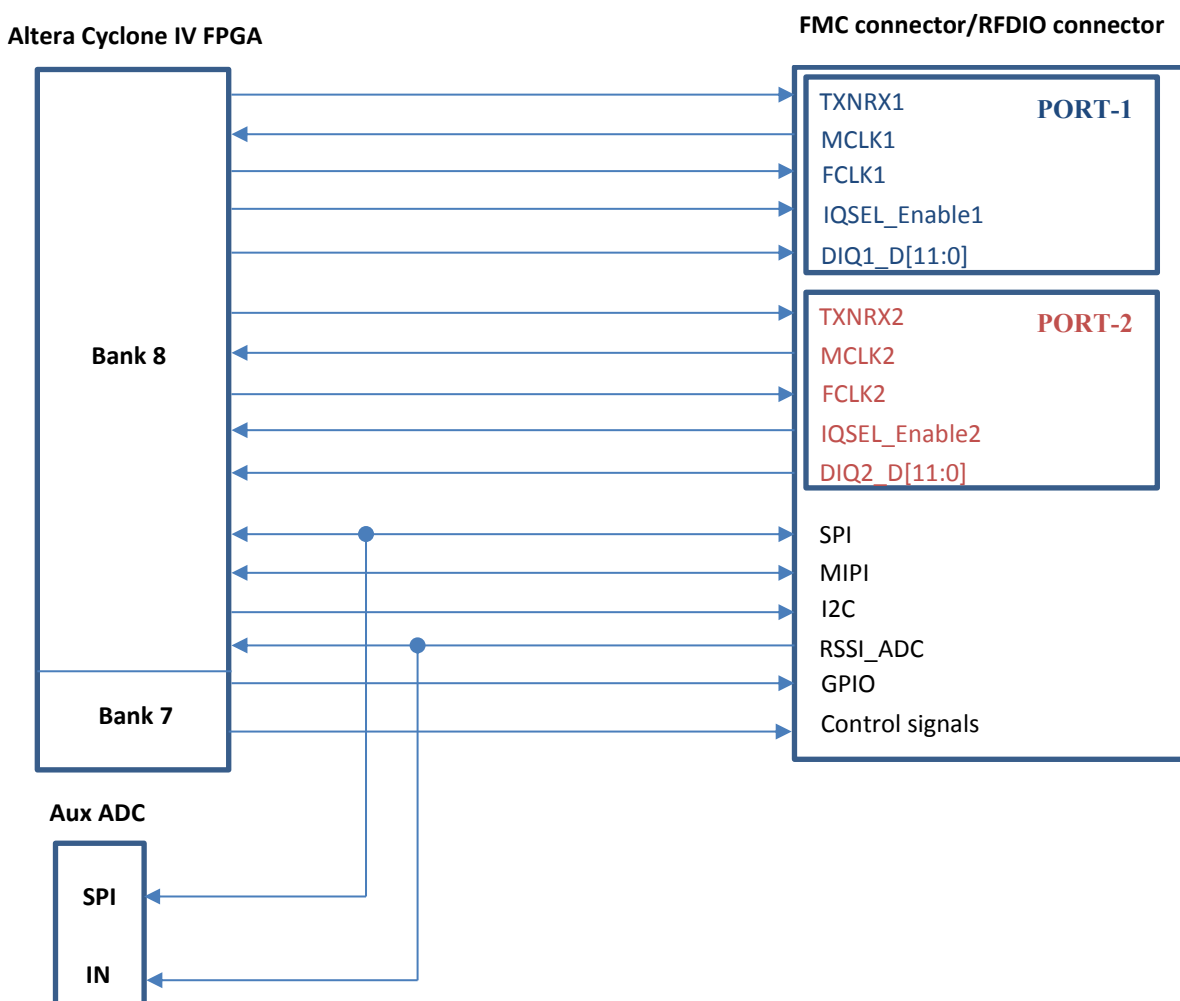 Altera Cyclone IV FPGA
FMC connector/RFDIO connector
TXNRX1
PORT-1
MCLK1
FCLK1
IQSEL_Enable1
DIQ1_D[11:0]
TXNRX2
PORT-2
MCLK2
FCLK2
IQSEL_Enable2
DIQ2_D[11:0]
Bank 8
SPI
MIPI
I2C
RSSI_ADC
GPIO
Control signals
Bank 7
Aux ADC
SPI
IN